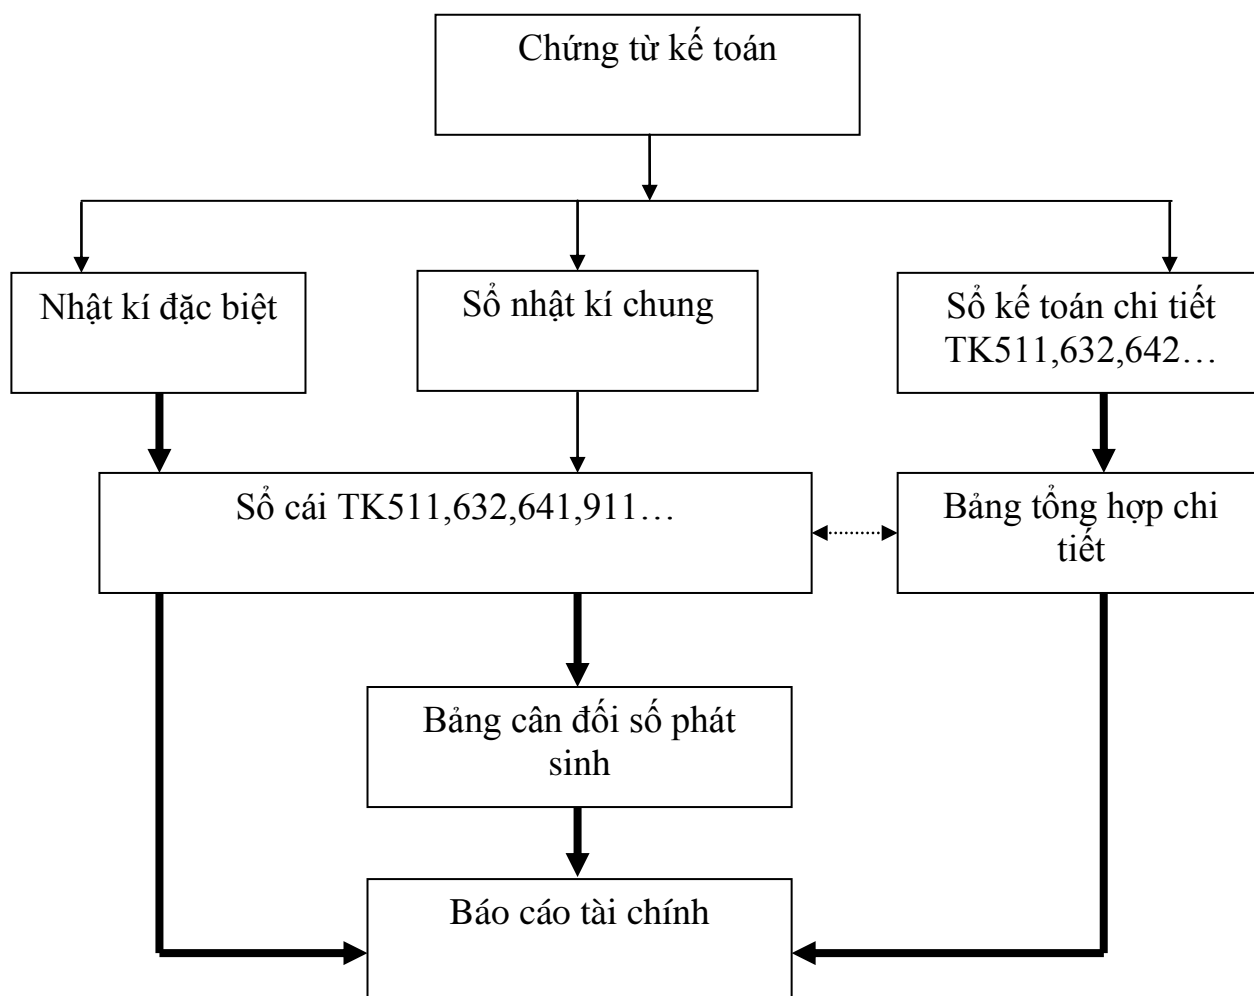 Chứng từ kế toán
Nhật kí đặc biệt
Sổ nhật kí chung
Sổ kế toán chi tiết
TK511,632,642…
Sổ cái TK511,632,641,911…
Bảng tổng hợp chi
tiết
Bảng cân đối số phát
sinh
Báo cáo tài chính